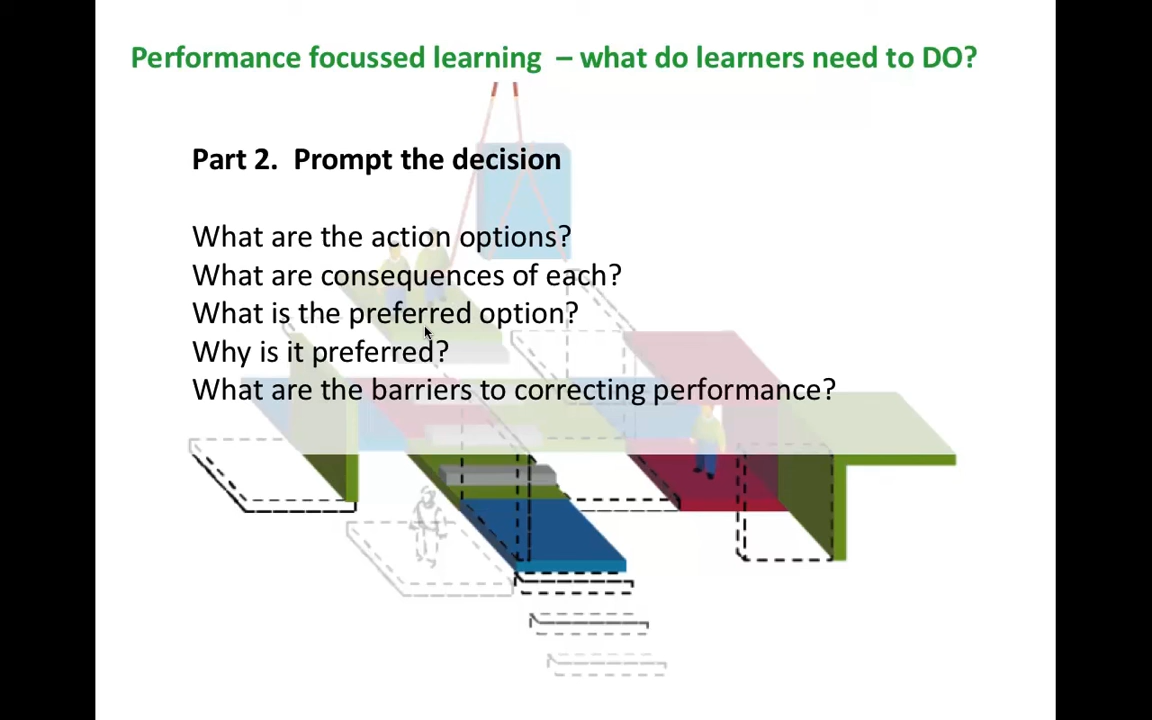 Performance focussed learning – what do learners need to DO?
Part 2. Prompt the decision
What are the action options?
What are consequences of each?
What is the preferred option?
Why is it preferred?
What are the barriers to correcting performance?